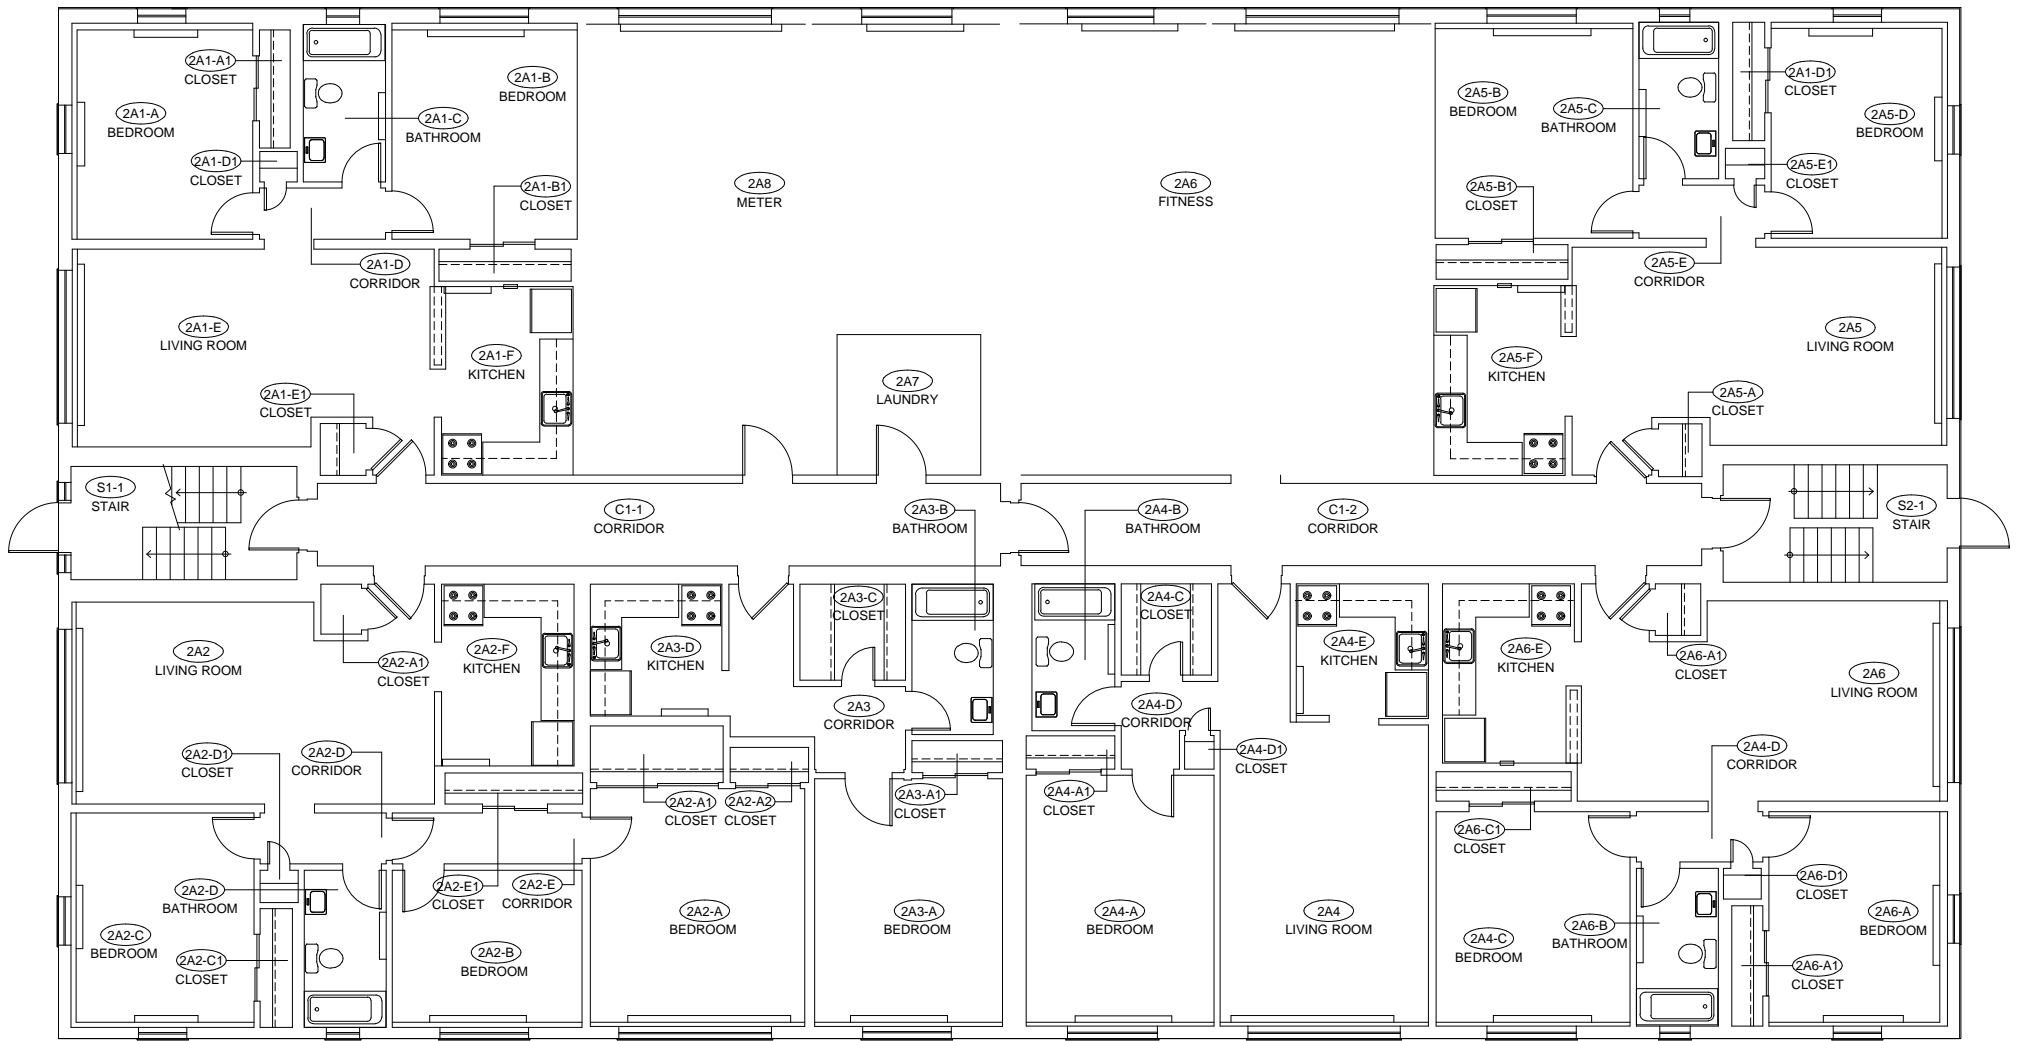 2A1-A1
CLOSET
2A1-A
BEDROOM
2A1-B
BEDROOM
2A1-C
BATHROOM
2A1-D1
CLOSET
2A1-B1
CLOSET
2A1-D
CORRIDOR
2A1-E
LIVING ROOM
2A1-F
KITCHEN
2A1-E1
CLOSET
2A8
METER
2A7
LAUNDRY
2A6
FITNESS
2A5-B
BEDROOM
2A5-C
BATHROOM
2A1-D1
CLOSET
2A5-D
BEDROOM
2A5-E1
CLOSET
2A5-B1
CLOSET
2A5-E
CORRIDOR
2A5
LIVING ROOM
2A5-F
KITCHEN
2A5-A
CLOSET
S1-1
STAIR
C1-1
CORRIDOR
2A3-B
BATHROOM
2A4-B
BATHROOM
C1-2
CORRIDOR
S2-1
STAIR
2A2
LIVING ROOM
2A2-A1
CLOSET
2A2-F
KITCHEN
2A3-D
KITCHEN
2A3-C
CLOSET
2A3
CORRIDOR
2A4-C
CLOSET
2A4-D
CORRIDOR
2A4-E
KITCHEN
2A4-D1
CLOSET
2A6-E
KITCHEN
2A6-A1
CLOSET
2A6
LIVING ROOM
2A2-D1
CLOSET
2A2-D
CORRIDOR
2A2-A1
CLOSET
2A2-A2
CLOSET
2A3-A1
CLOSET
2A4-A1
CLOSET
2A4-D
CORRIDOR
2A6-C1
CLOSET
2A2-D
BATHROOM
2A2-E1
CLOSET
2A2-E
CORRIDOR
2A2-C
BEDROOM
2A2-C1
CLOSET
2A2-B
BEDROOM
2A2-A
BEDROOM
2A3-A
BEDROOM
2A4-A
BEDROOM
2A4
LIVING ROOM
2A4-C
BEDROOM
2A6-B
BATHROOM
2A6-D1
CLOSET
2A6-A
BEDROOM
2A6-A1
CLOSET